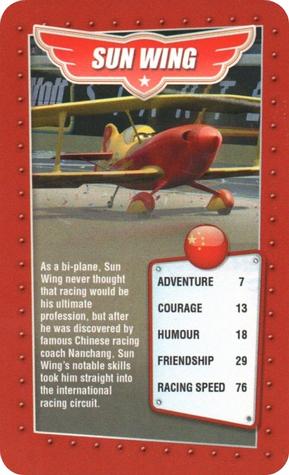 SUN WING
As a bi-plane, Sun
Wing never thought
that racing would be
his ultimate
profession, but after
he was discovered by
famous Chinese racing
coach Nanchang, Sun
Wing's notable skills
took him straight into
the international
racing circuit.
ADVENTURE 7
COURAGE 13
HUMOUR 18
FRIENDSHIP 29
RACING SPEED 76